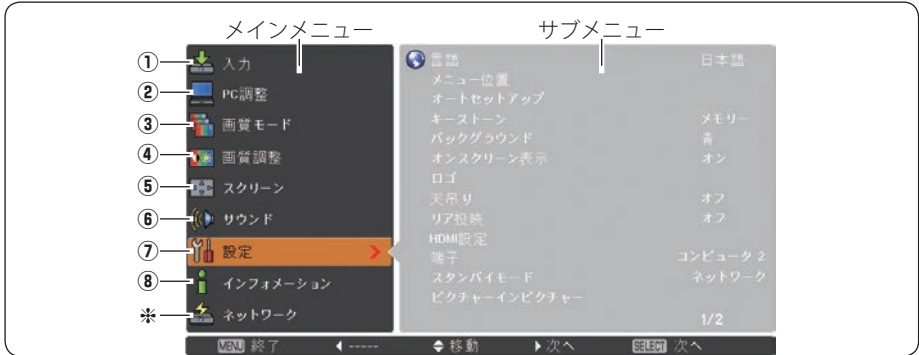 メインメニュー
サブメニュー
① 入力
② PC調整
③ 画質モード
④ 画質調整
⑤ スクリーン
⑥ サウンド
⑦ 設定
⑧ インフォメーション
※ ネットワーク
言語 日本語
メニュー位置
オートセットアップ
キーストーン メモリー
バックグラウンド 青
オンスクリーン表示 オン
ロゴ
天吊り オフ
リア投映 オフ
HDMI設定
端子 コンピュータ 2
スタンバイモード ネットワーク
ピクチャーインピクチャー
1/2
MENU 終了 ----- 移動 次へ SELECT 次へ